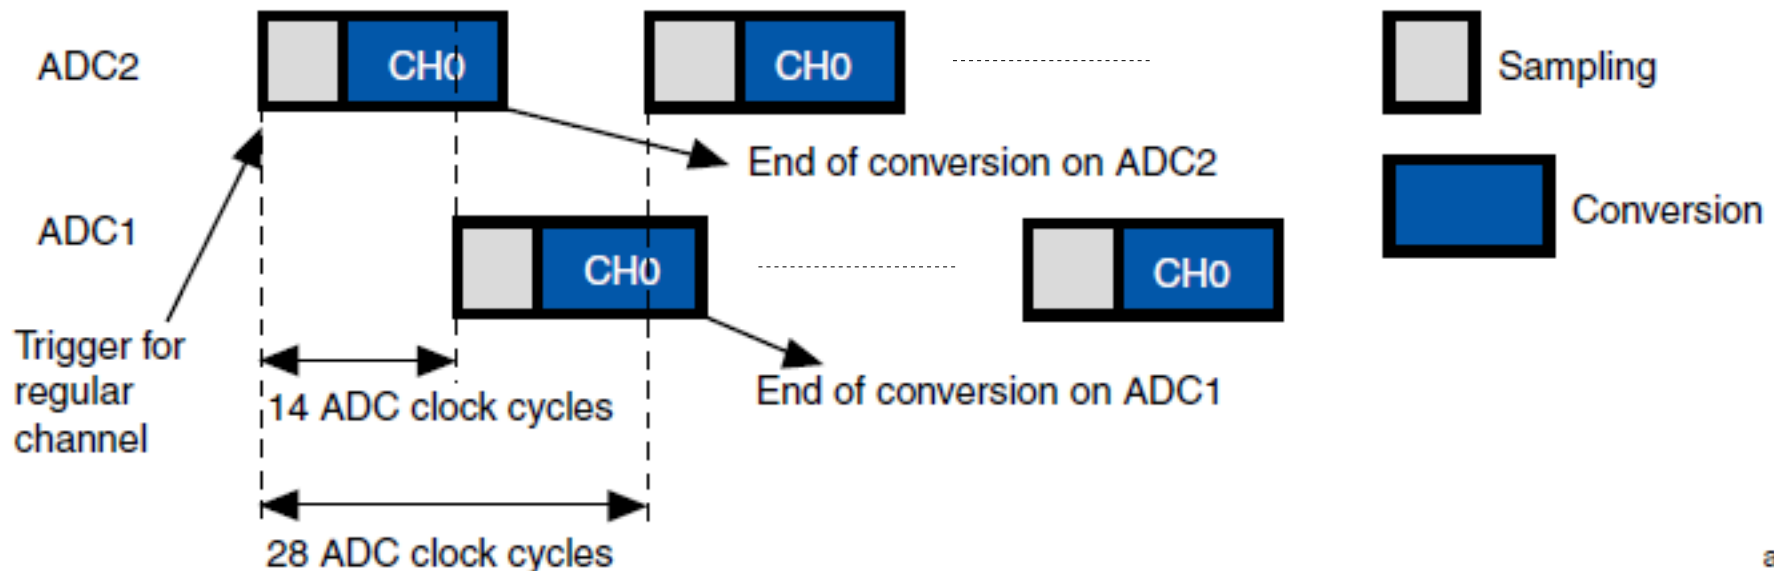 ADC2
CH0
CH0
Sampling
End of conversion on ADC2
Conversion
ADC1
CH0
CH0
Trigger for
regular
channel
14 ADC clock cycles
End of conversion on ADC1
28 ADC clock cycles